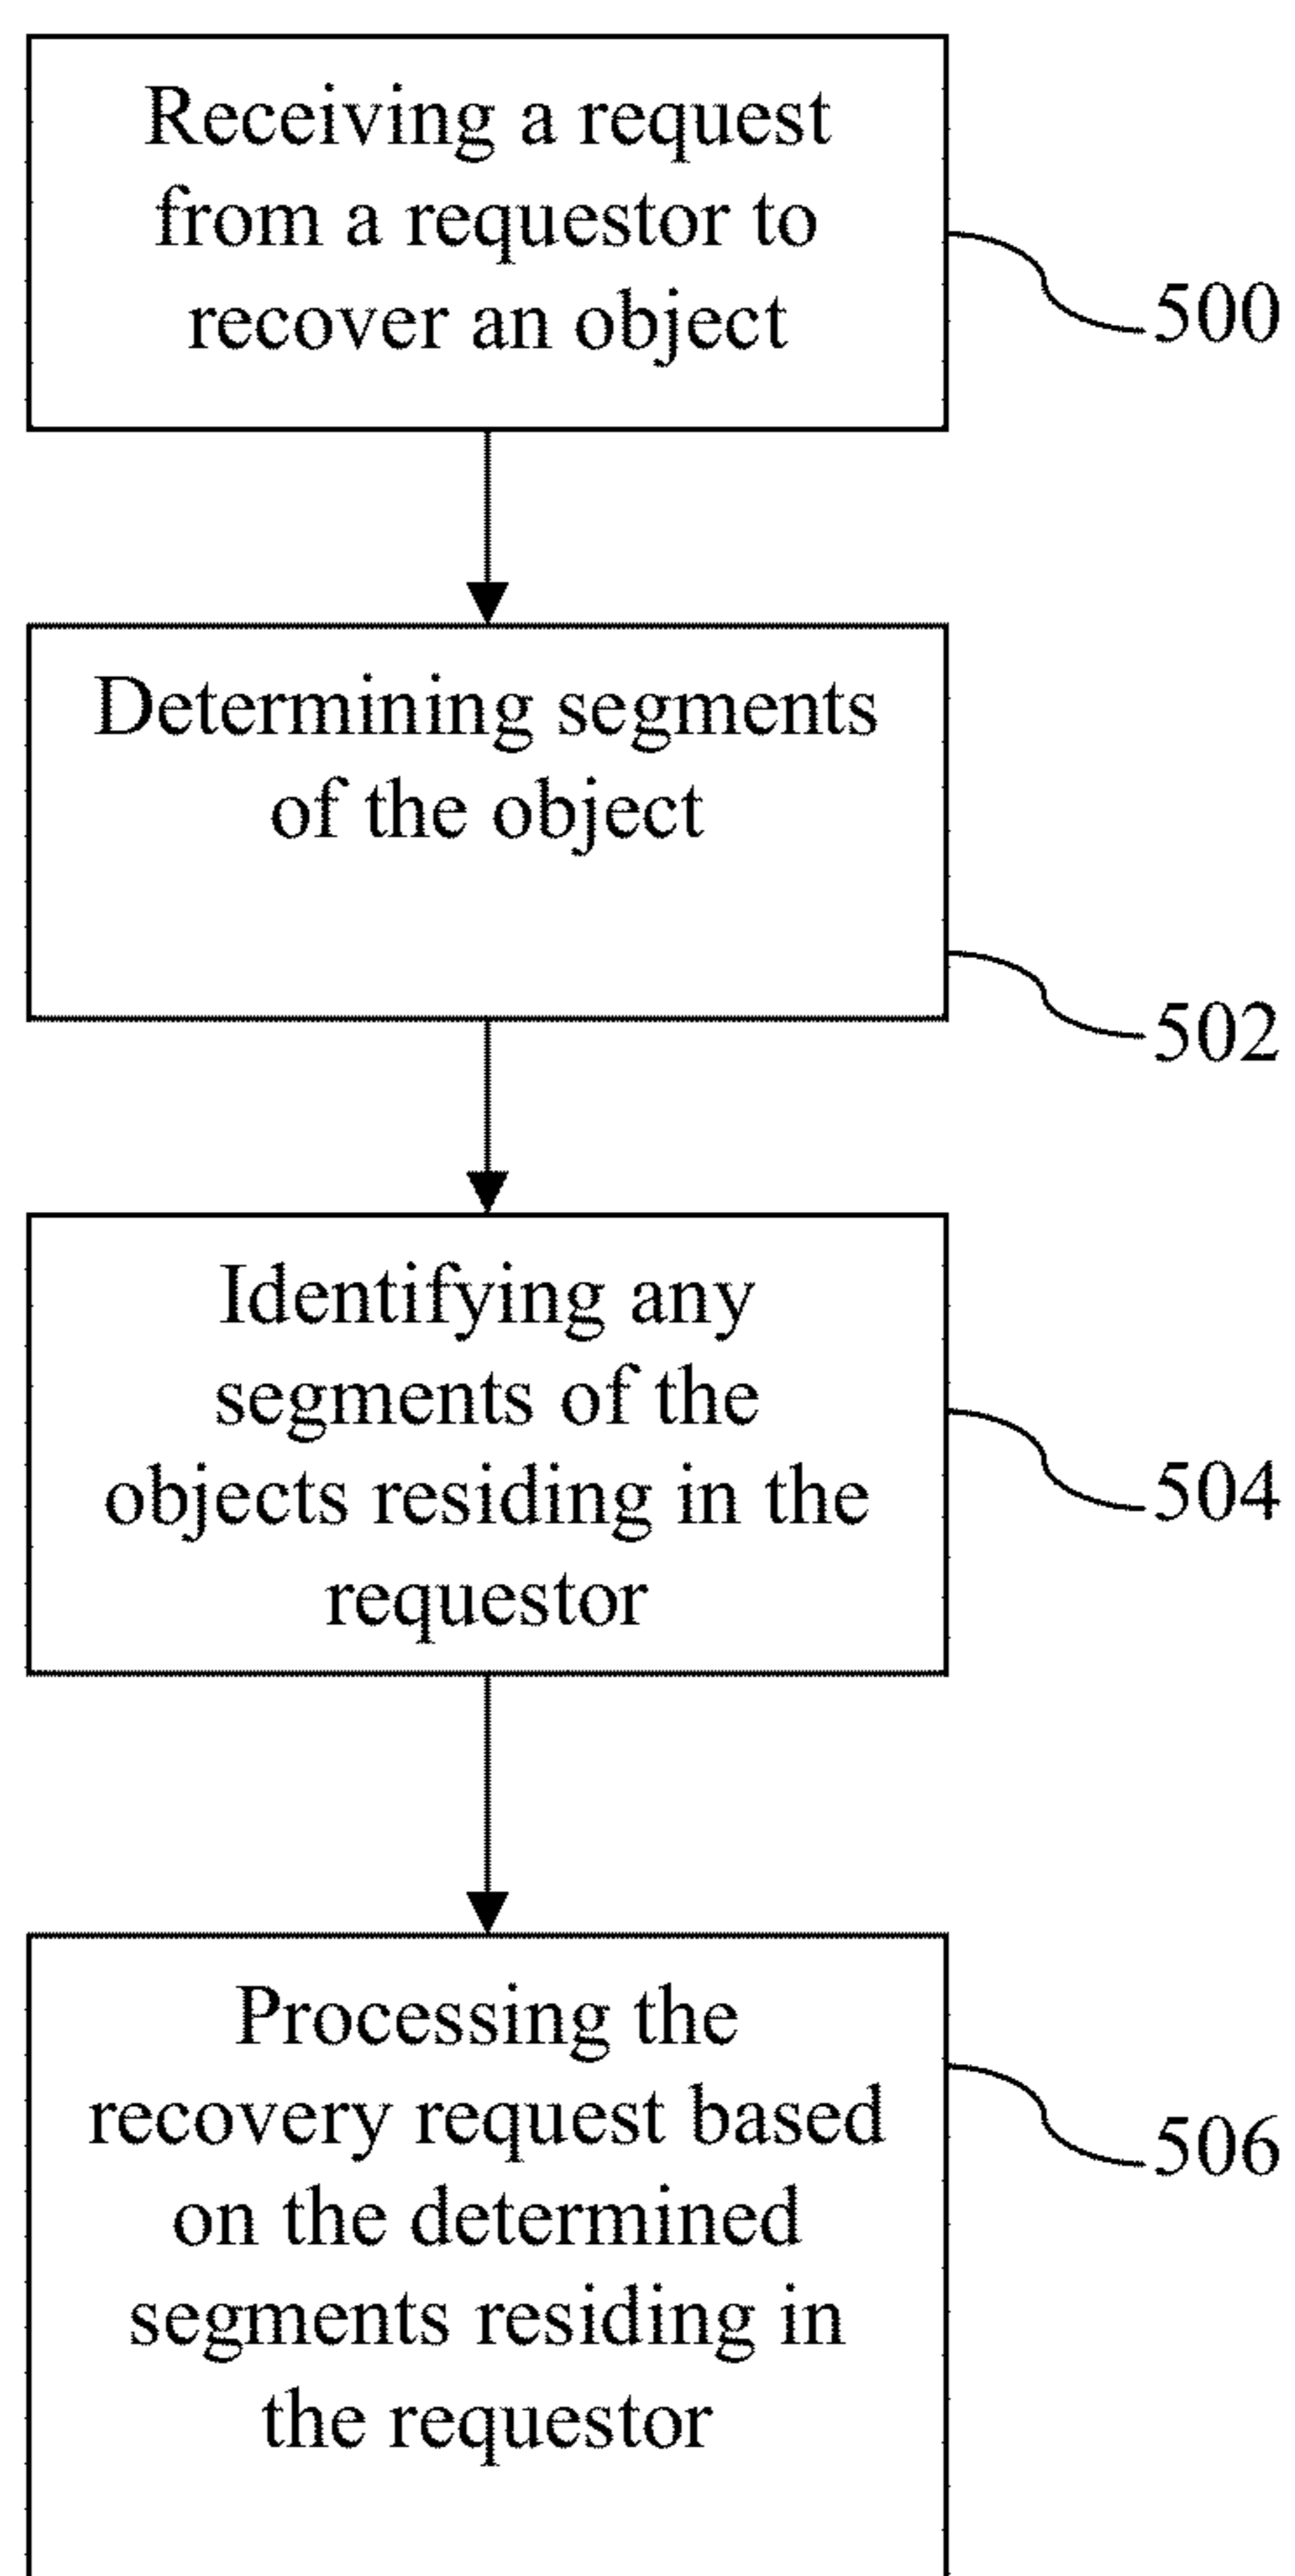 Receiving a request
from a requestor to
recover an object
500
Determining segments
of the object
502
Identifying any
segments of the
objects residing in the
requestor
504
Processing the
recovery request based
on the determined
segments residing in
the requestor
506